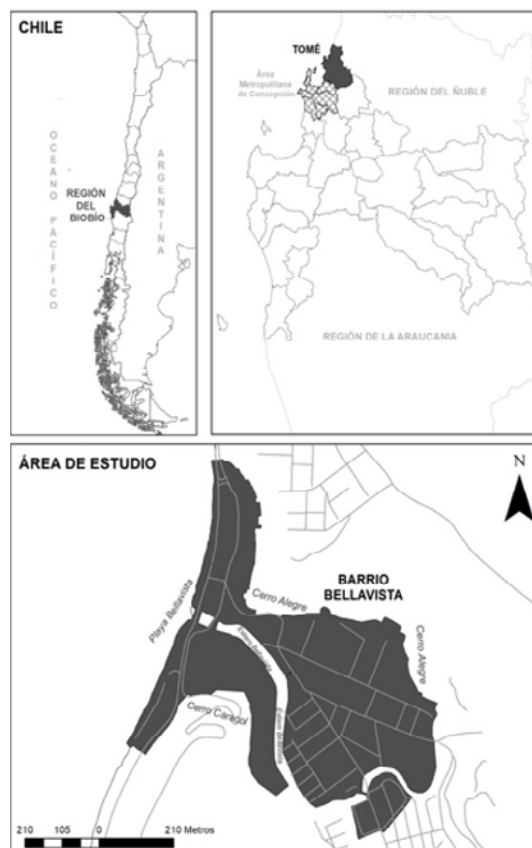 CHILE
OCÉANO PACÍFICO
ARGENTINA
REGIÓN
DEL
BIOBÍO
TOMÉ
Área
Metropolitana
de Concepción
REGIÓN DEL ÑUBLE
REGIÓN DE LA ARAUCANIA
ÁREA DE ESTUDIO
N
BARRIO
BELLAVISTA
Playa Bellavista
Cerro Alegre
Cerro Alegre
Estero Bellavista
Estero Bellavista
Cerro Caracol
210 105 0 210 Metros